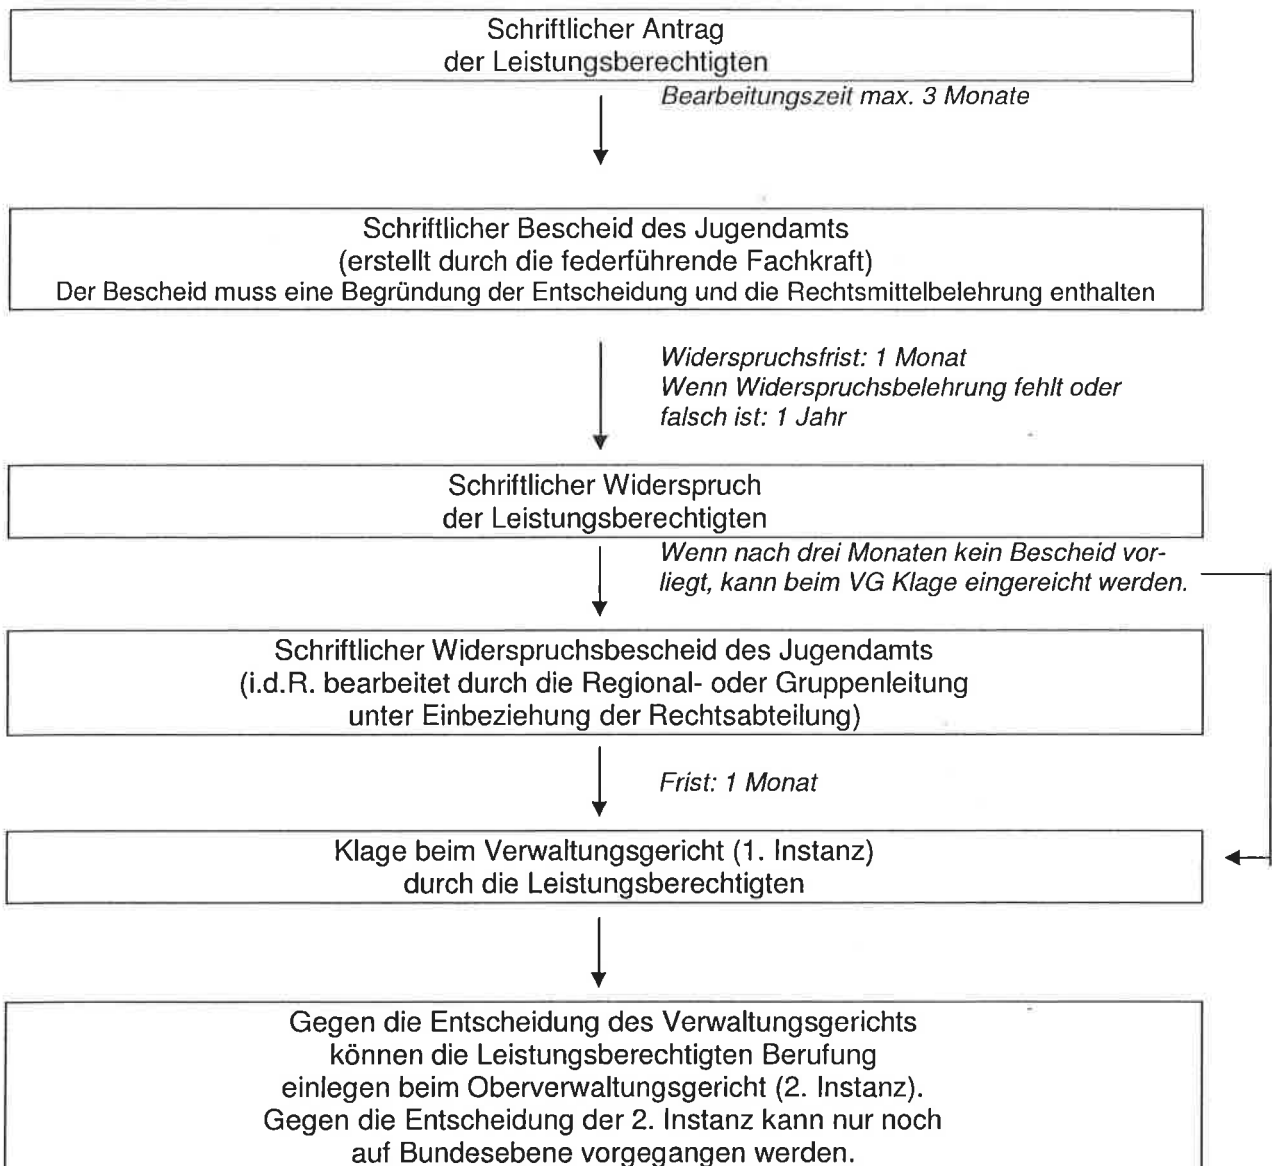 Schriftlicher Antrag
der Leistungsberechtigten
Bearbeitungszeit max. 3 Monate
Schriftlicher Bescheid des Jugendamts
(erstellt durch die federführende Fachkraft)
Der Bescheid muss eine Begründung der Entscheidung und die Rechtsmittelbelehrung enthalten
Widerspruchsfrist: 1 Monat
Wenn Widerspruchsbelehrung fehlt oder
falsch ist: 1 Jahr
Schriftlicher Widerspruch
der Leistungsberechtigten
Wenn nach drei Monaten kein Bescheid vor-
liegt, kann beim VG Klage eingereicht werden.
Schriftlicher Widerspruchsbescheid des Jugendamts
(i.d.R. bearbeitet durch die Regional- oder Gruppenleitung
unter Einbeziehung der Rechtsabteilung)
Frist: 1 Monat
Klage beim Verwaltungsgericht (1. Instanz)
durch die Leistungsberechtigten
Gegen die Entscheidung des Verwaltungsgerichts
können die Leistungsberechtigten Berufung
einlegen beim Oberverwaltungsgericht (2. Instanz).
Gegen die Entscheidung der 2. Instanz kann nur noch
auf Bundesebene vorgegangen werden.